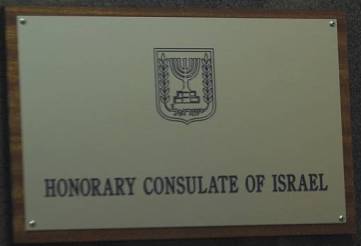 HONORARY CONSULATE OF ISRAEL